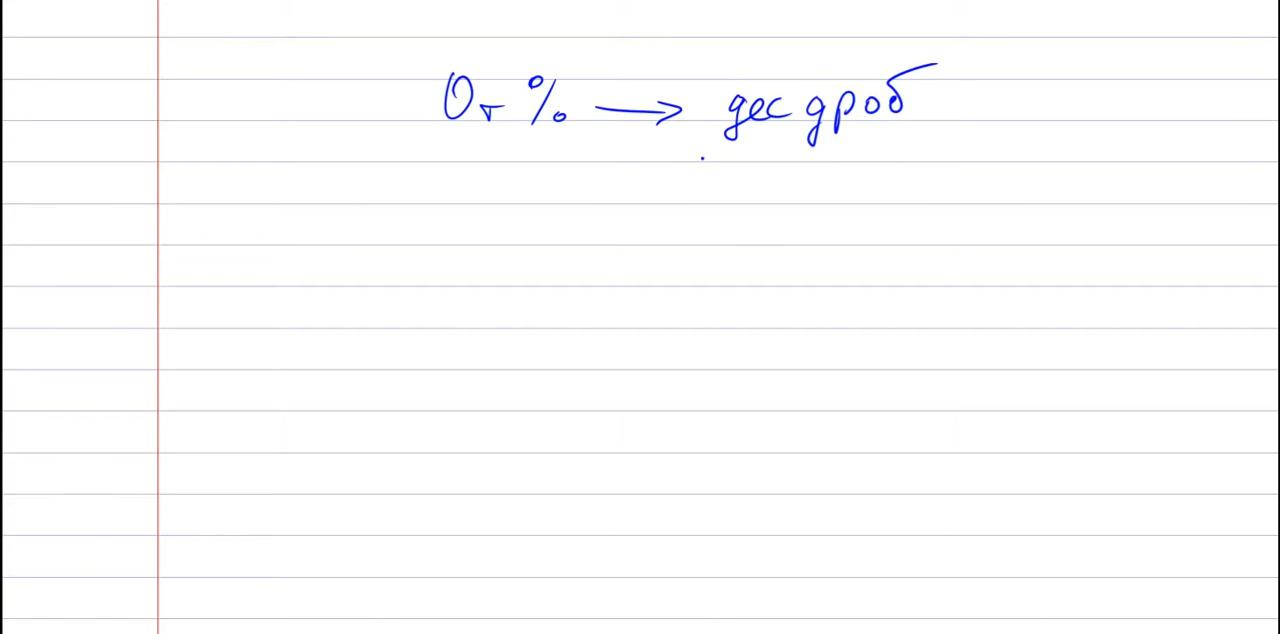 От % → дес дроб